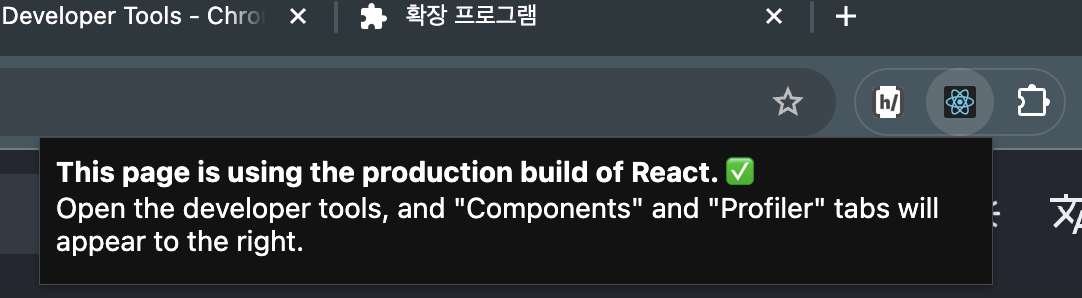 Developer Tools - Chro
확장 프로그램
h/
This page is using the production build of React. ✅
Open the developer tools, and "Components" and "Profiler" tabs will
appear to the right.
文